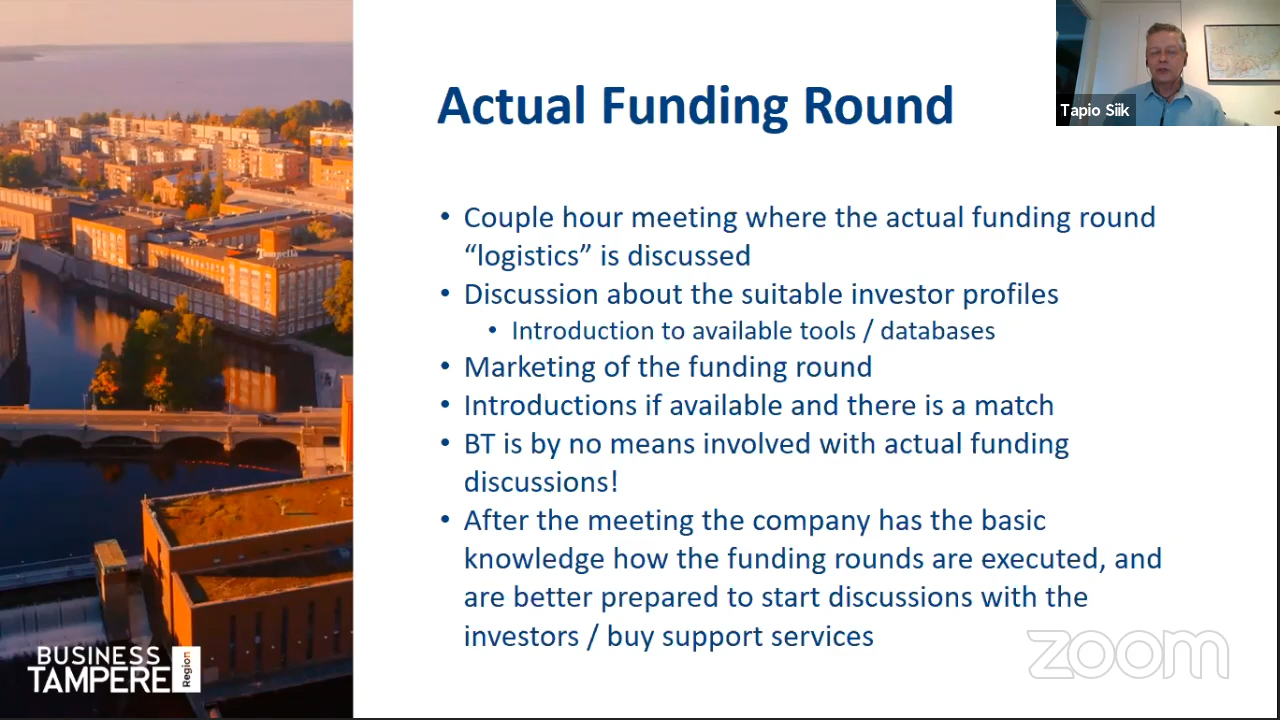 Actual Funding Round
Tapio Siik
• Couple hour meeting where the actual funding round
“logistics” is discussed
• Discussion about the suitable investor profiles
• Introduction to available tools / databases
• Marketing of the funding round
• Introductions if available and there is a match
• BT is by no means involved with actual funding
discussions!
• After the meeting the company has the basic
knowledge how the funding rounds are executed, and
are better prepared to start discussions with the
investors / buy support services
Tampella
BUSINESS
TAMPERE
Region
zoom